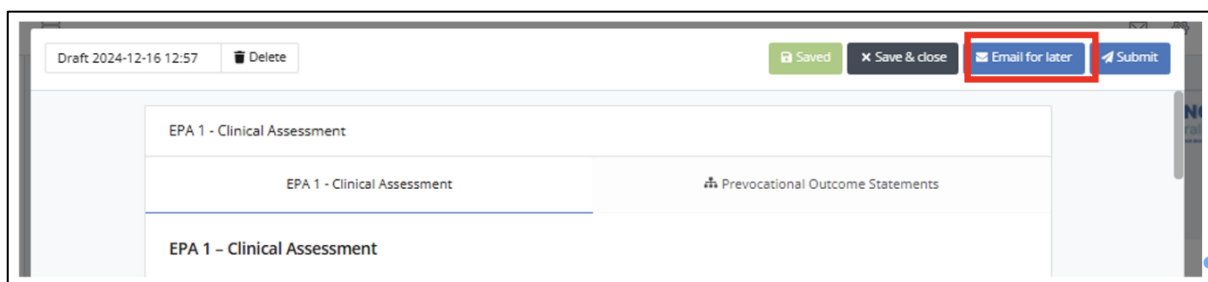 Draft 2024-12-16 12:57 Delete Saved Save & close Email for later Submit
EPA 1 - Clinical Assessment
EPA 1 - Clinical Assessment Prevocational Outcome Statements
EPA 1 – Clinical Assessment